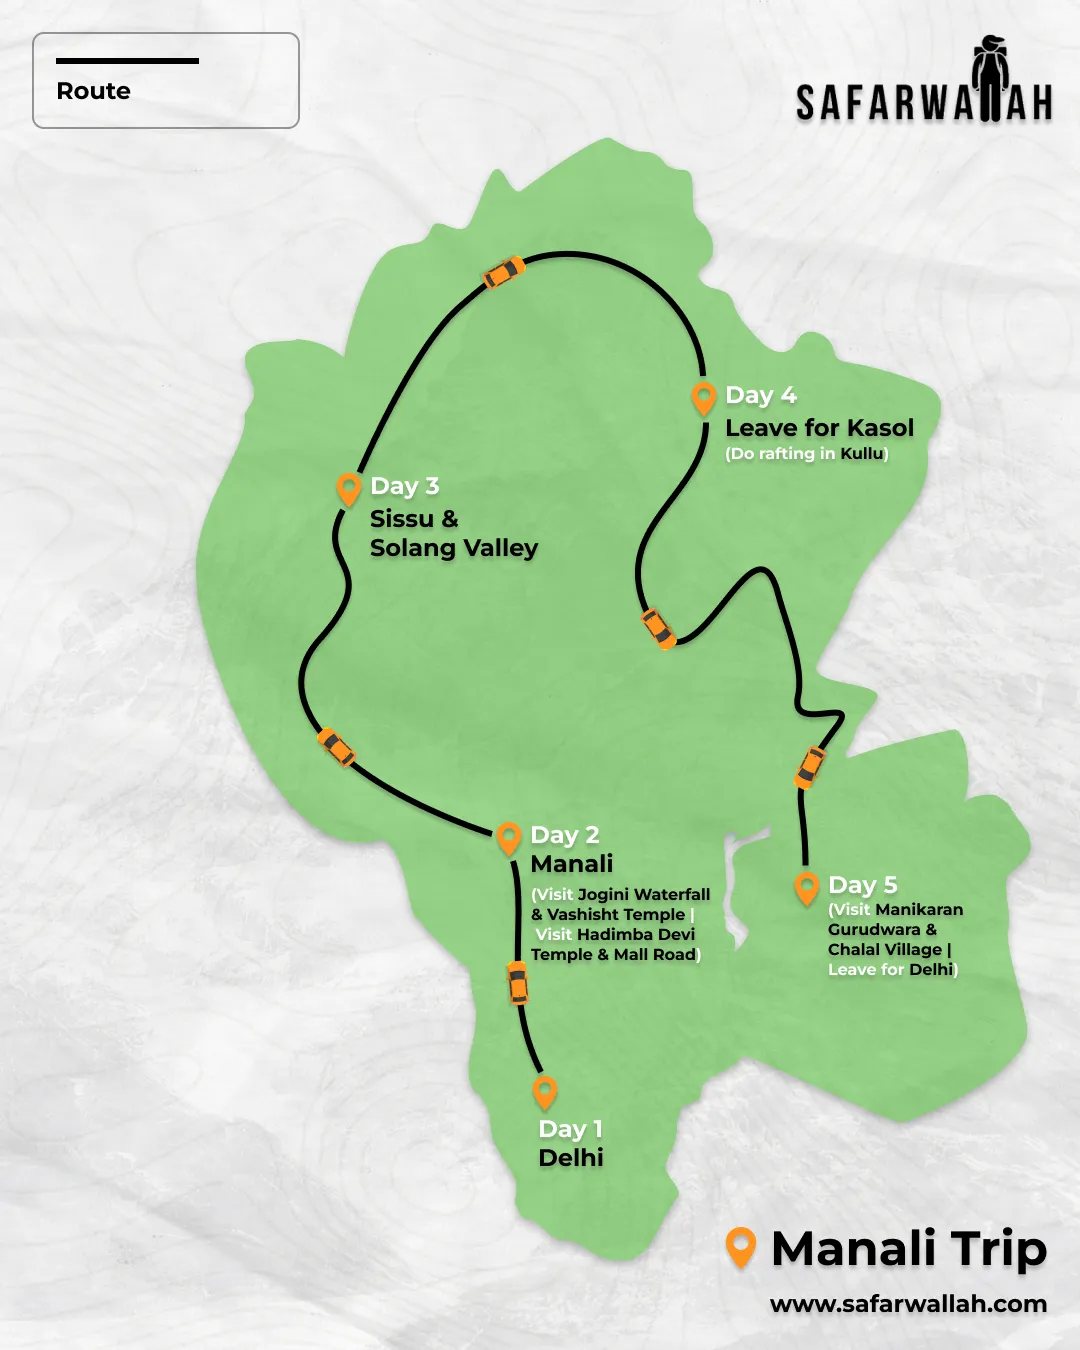 Route
SAFARWALLAH
Day 4
Leave for Kasol
(Do rafting in Kullu)
Day 3
Sissu &
Solang Valley
Day 2
Manali
(Visit Jogini Waterfall
& Vashisht Temple |
Visit Hadimba Devi
Temple & Mall Road)
Day 5
(Visit Manikaran
Gurudwara &
Chalal Village |
Leave for Delhi)
Day 1
Delhi
Manali Trip
www.safarwallah.com